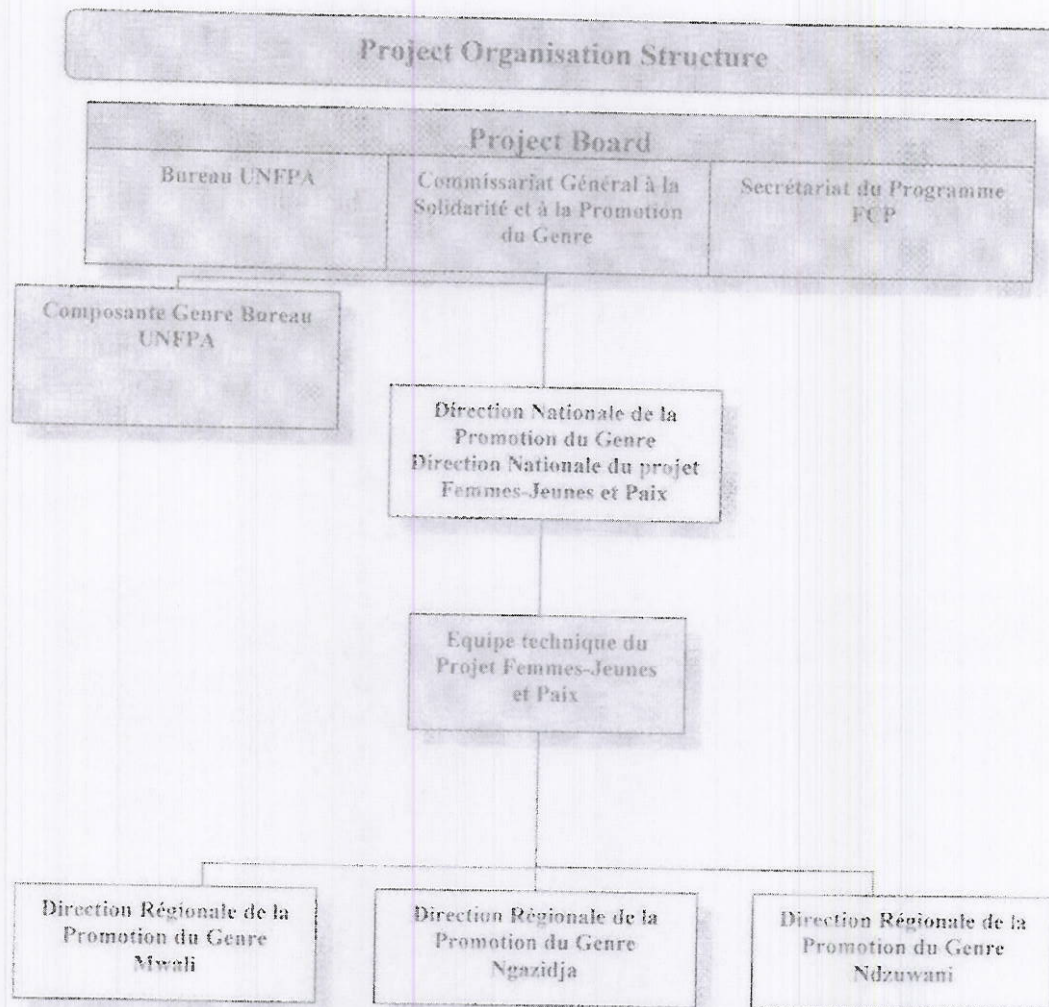 Project Organisation Structure
Project Board
Bureau UNFPA
Commissariat Général à la
Solidarité et à la Promotion
du Genre
Secrétariat du Programme
FCP
Composante Genre Bureau
UNFPA
Direction Nationale de la
Promotion du Genre
Direction Nationale du projet
Femmes-Jeunes et Paix
Equipe technique du
Projet Femmes-Jeunes
et Paix
Direction Régionale de la
Promotion du Genre
Mwali
Direction Régionale de la
Promotion du Genre
Ngazidja
Direction Régionale de la
Promotion du Genre
Ndzuwani